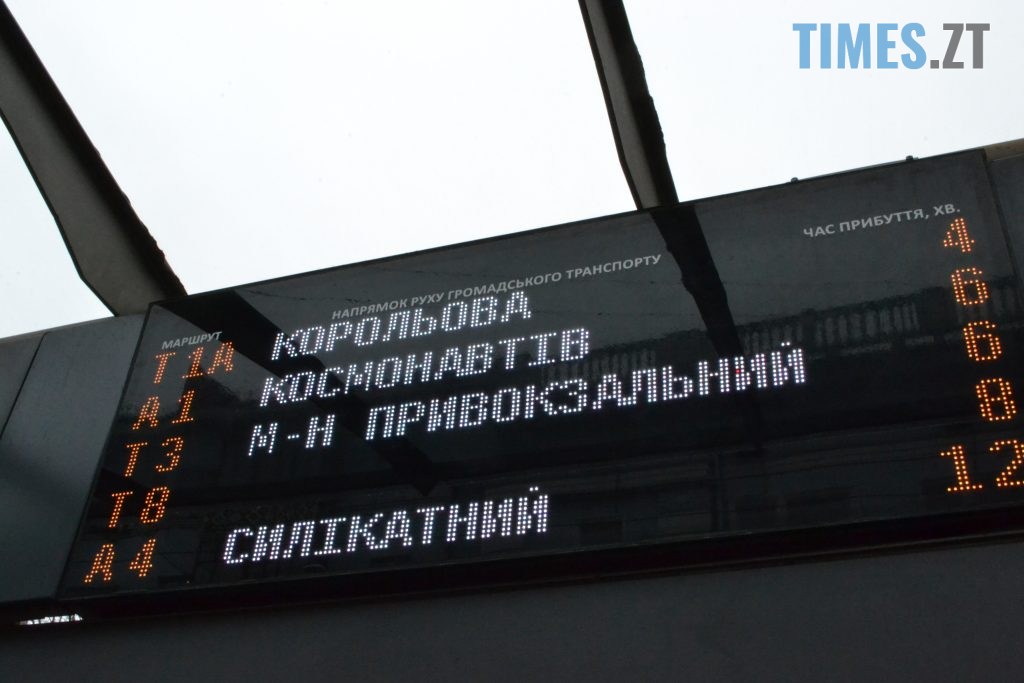 TIMES.ZT
МАРШРУТ НАПРЯМОК РУХУ ГРОМАДСЬКОГО ТРАНСПОРТУ ЧАС ПРИБУТТЯ, ХВ.
Т1А КОРОЛЬОВА 4
А1 КОСМОНАВТІВ 6
Т3 М-Н ПРИВОКЗАЛЬНИЙ 6
Т8 8
А4 СИЛІКАТНИЙ 12